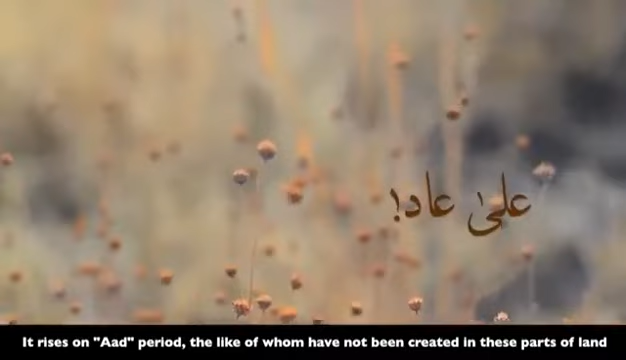 علىٰ عاد!
It rises on "Aad" period, the like of whom have not been created in these parts of land